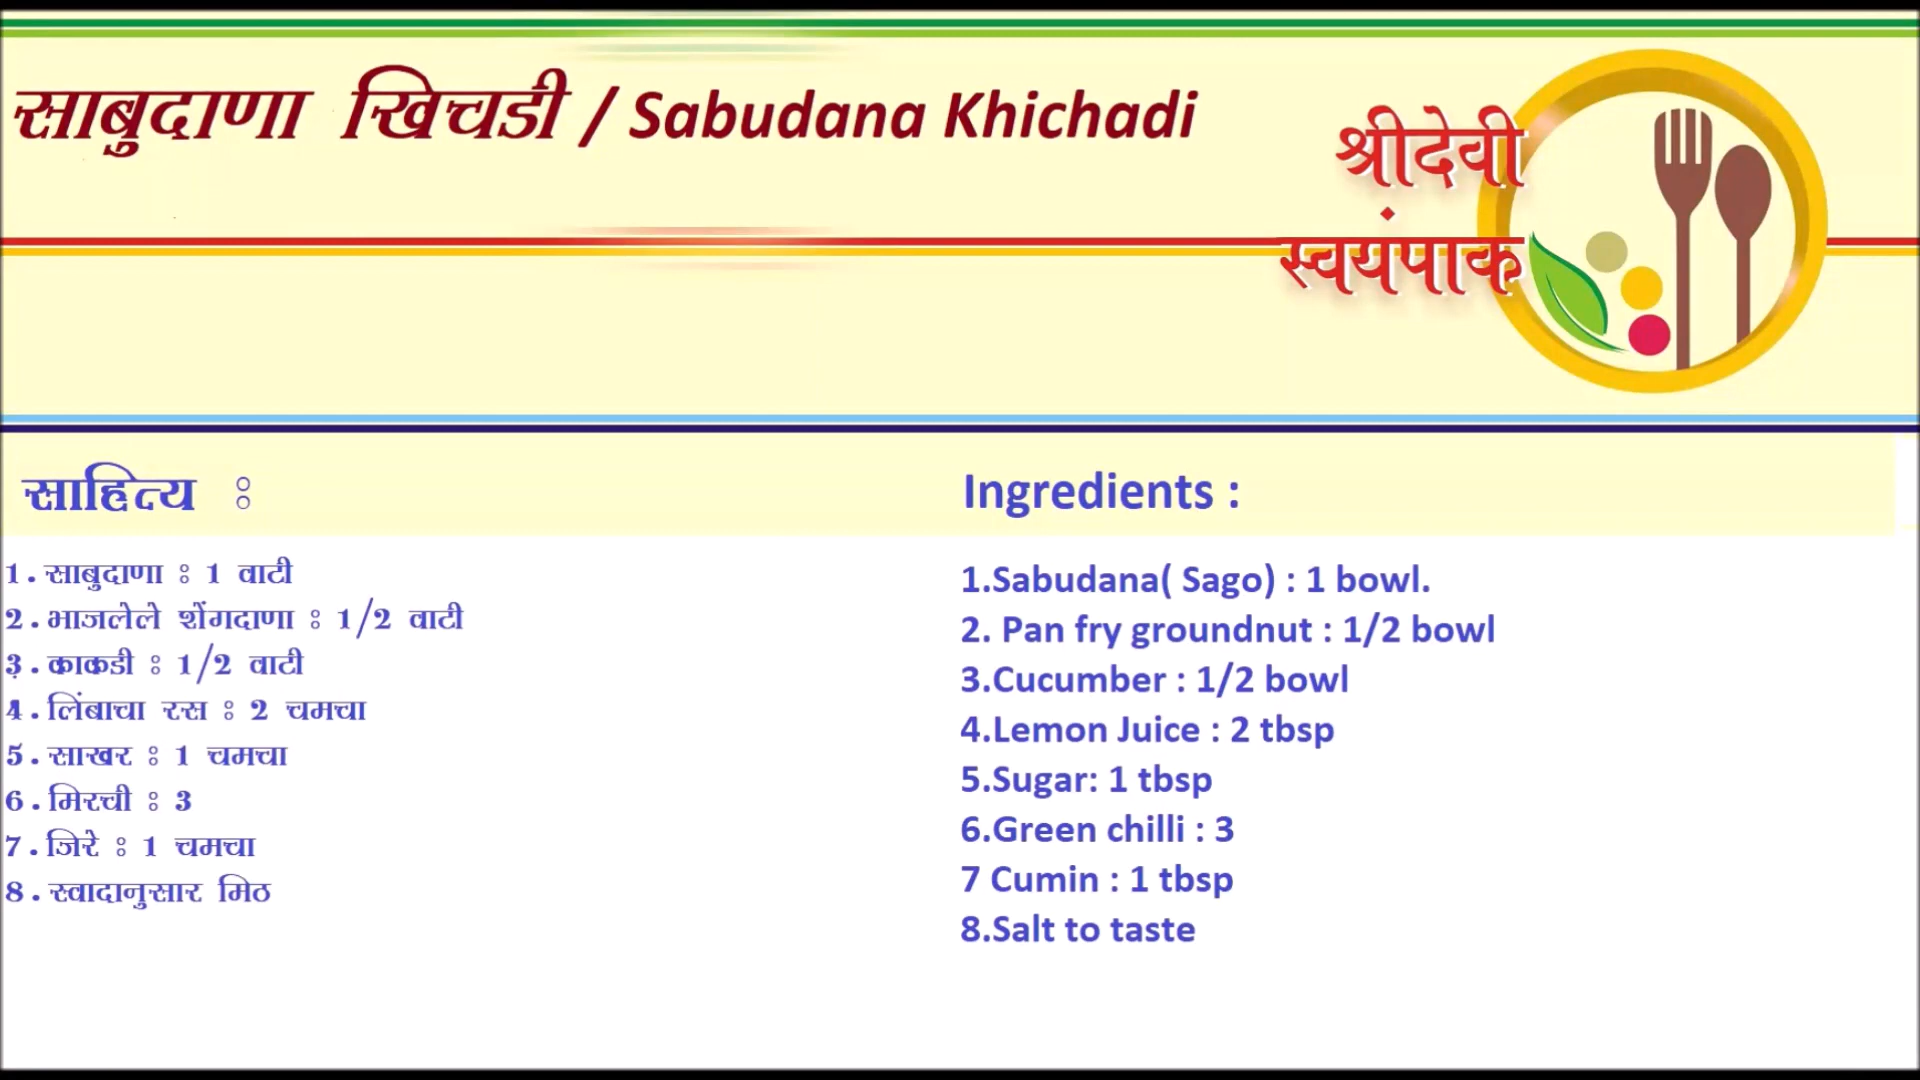 साबुदाणा खिचडी / Sabudana Khichadi
श्रीदेवी
स्वयंपाक
साहित्य :
1.साबुदाणा : 1 वाटी
2.भाजलेले शेंगदाणा : 1/2 वाटी
3.काकडी : 1/2 वाटी
4.लिंबाचा रस : 2 चमचा
5.साखर : 1 चमचा
6.मिरची : 3
7.जिरे : 1 चमचा
8.स्वादानुसार मिठ
Ingredients :
1.Sabudana( Sago) : 1 bowl.
2. Pan fry groundnut : 1/2 bowl
3.Cucumber : 1/2 bowl
4.Lemon Juice : 2 tbsp
5.Sugar: 1 tbsp
6.Green chilli : 3
7 Cumin : 1 tbsp
8.Salt to taste